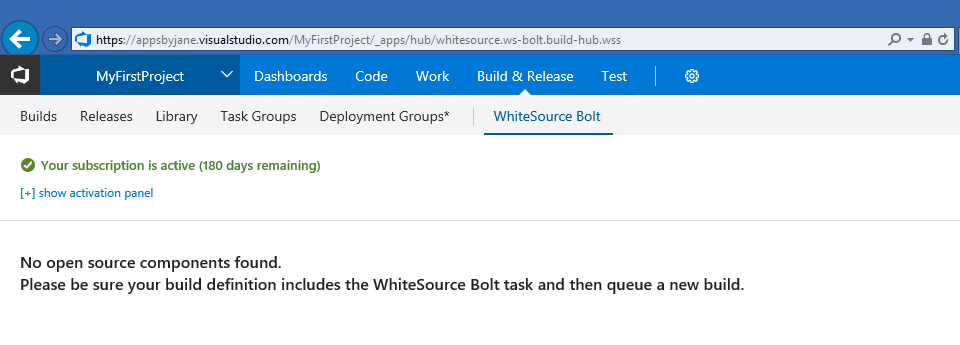 https://appsbyjane.visualstudio.com/MyFirstProject/_apps/hub/whitesource.ws-bolt.build-hub.wss
MyFirstProject Dashboards Code Work Build & Release Test
Builds Releases Library Task Groups Deployment Groups* WhiteSource Bolt
Your subscription is active (180 days remaining)
[+] show activation panel
No open source components found.
Please be sure your build definition includes the WhiteSource Bolt task and then queue a new build.